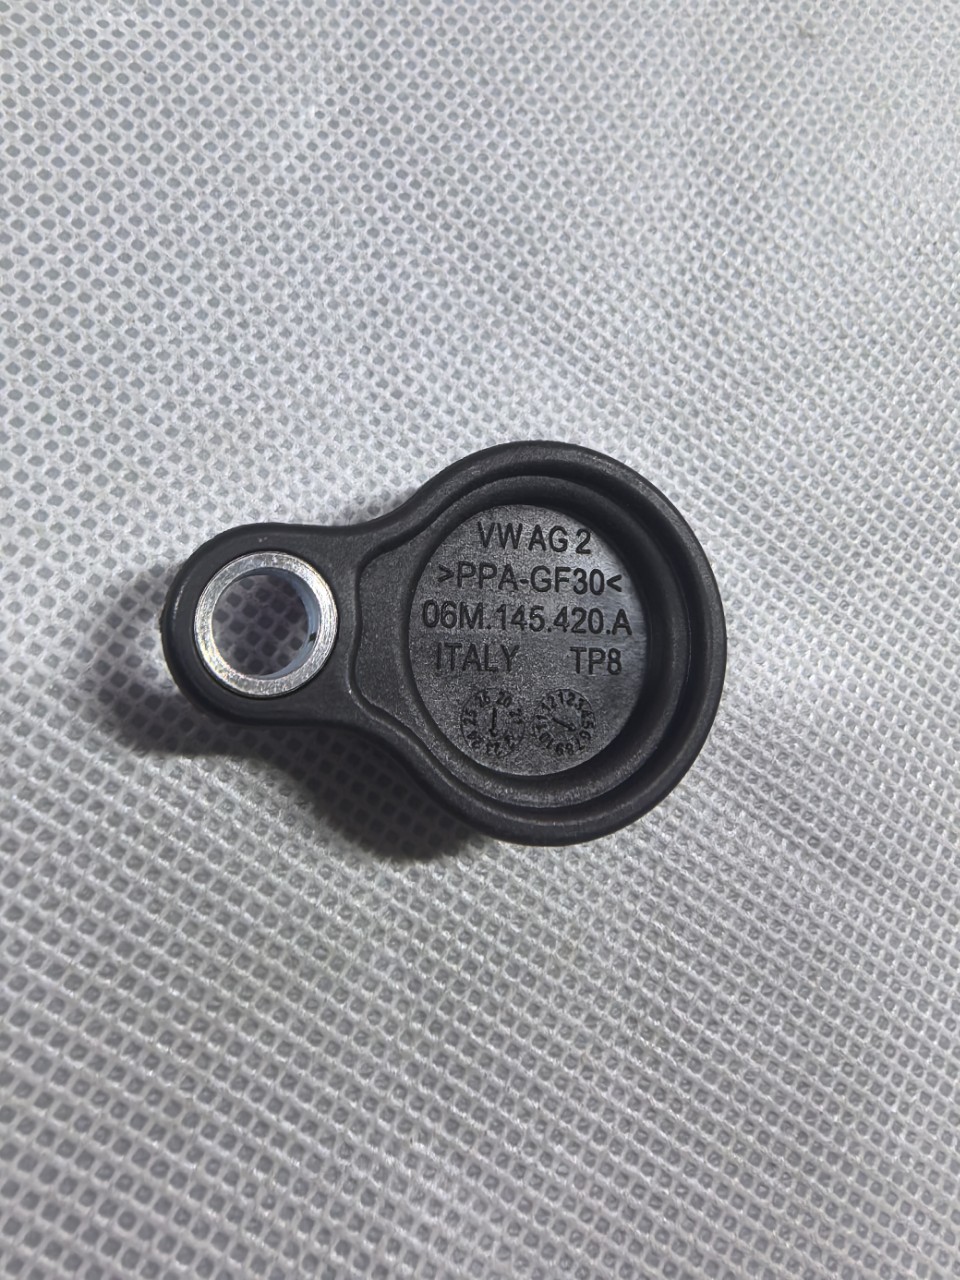 VW AG 2
>PPA-GF30<
06M.145.420.A
ITALY TP8